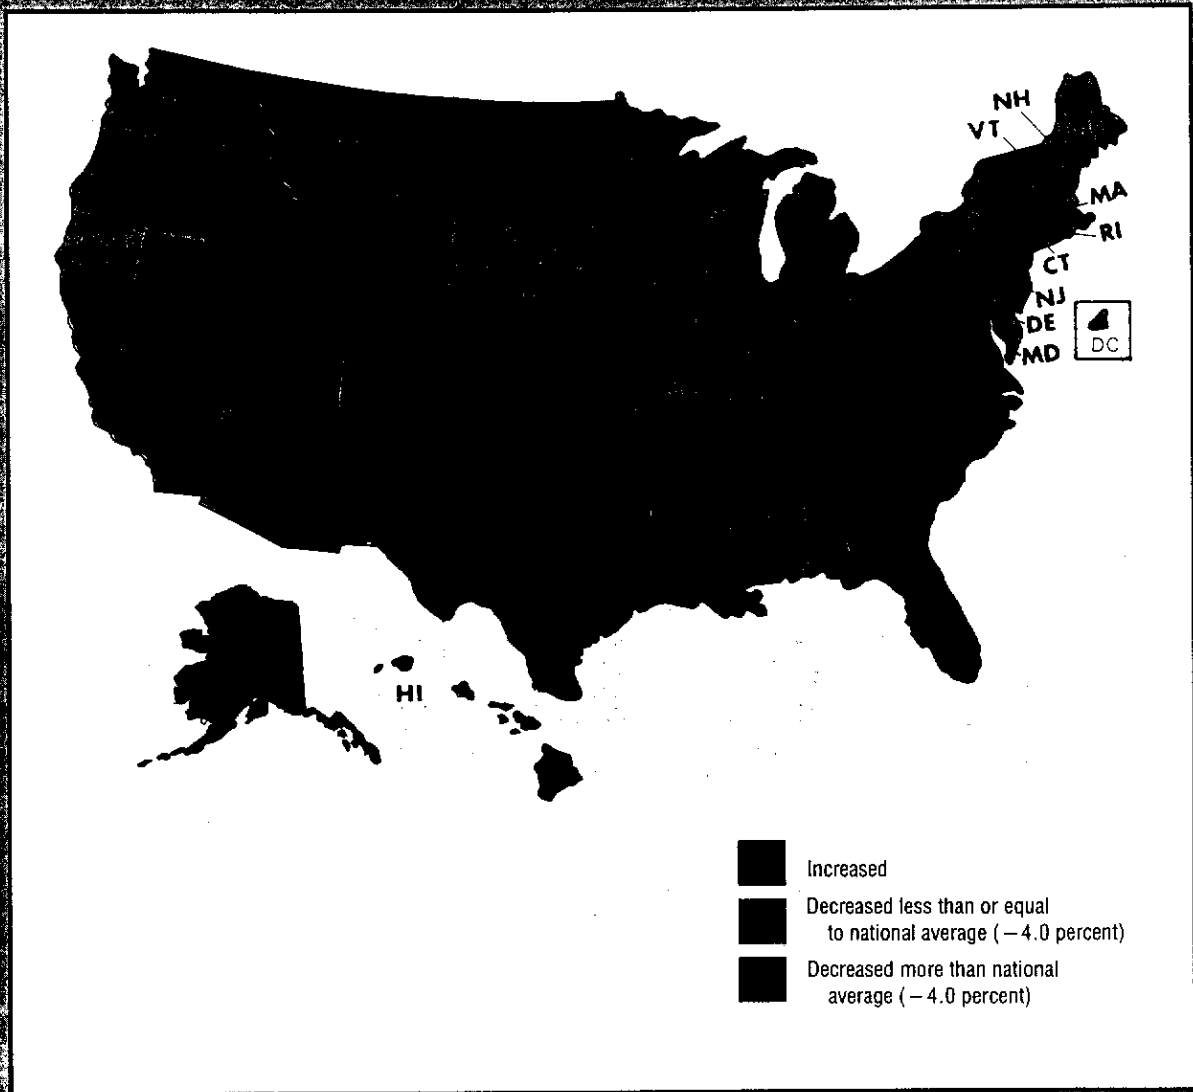 NH
VT
MA
RI
CT
NJ
DE
DC
MD
HI
Increased
Decreased less than or equal
to national average (−4.0 percent)
Decreased more than national
average (−4.0 percent)